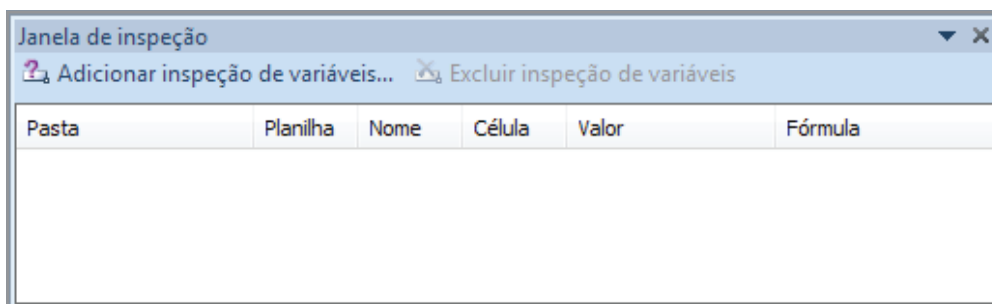 Janela de inspeção
Adicionar inspeção de variáveis... Excluir inspeção de variáveis
Pasta Planilha Nome Célula Valor Fórmula